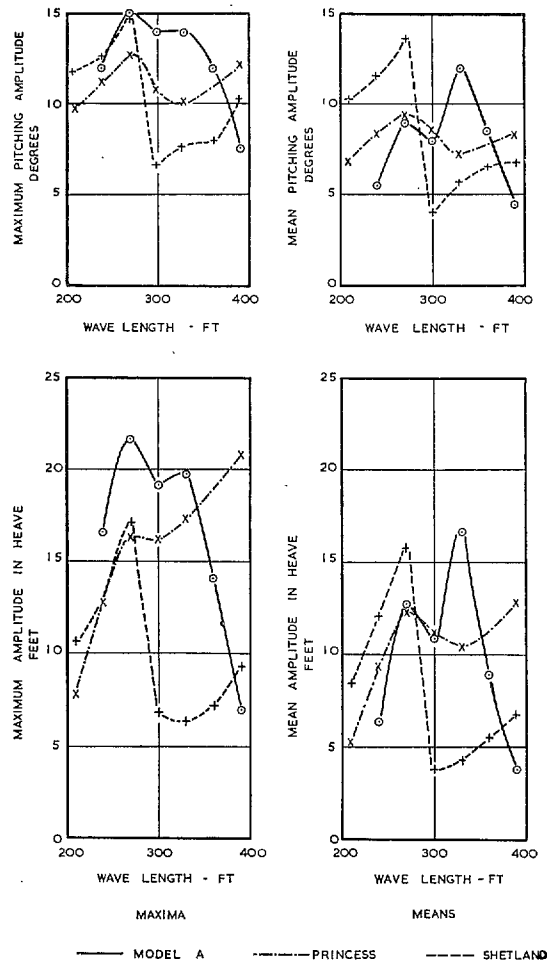 MAXIMUM PITCHING AMPLITUDE
DEGREES
15
10
5
0
200 300 400
WAVE LENGTH - FT
MEAN PITCHING AMPLITUDE
DEGREES
15
10
5
0
200 300 400
WAVE LENGTH - FT
MAXIMUM AMPLITUDE IN HEAVE
FEET
25
20
15
10
5
0
200 300 400
WAVE LENGTH - FT
MAXIMA
MEAN AMPLITUDE IN HEAVE
FEET
25
20
15
10
5
0
200 300 400
WAVE LENGTH - FT
MEANS
MODEL A PRINCESS SHETLAND